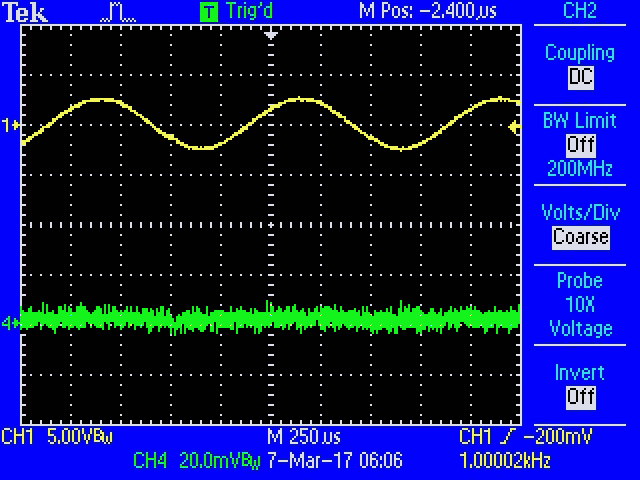 Tek T Trig'd M Pos: -2.400µs CH2
Coupling
DC
BW Limit
Off
200MHz
Volts/Div
Coarse
Probe
10X
Voltage
Invert
Off
1
4
CH1 5.00VBw M 250µs CH1 / -200mV
CH4 20.0mVBw 7-Mar-17 06:06 1.00002kHz